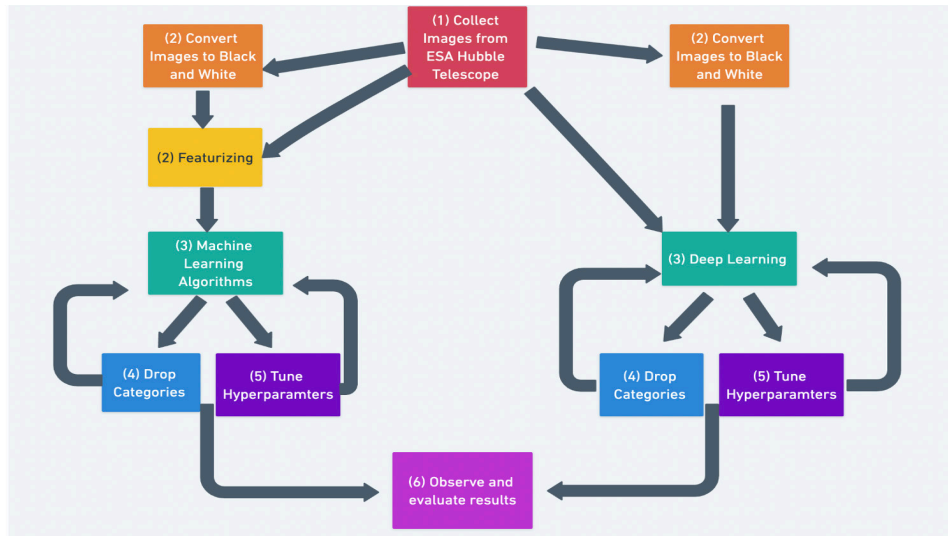 (1) Collect
Images from
ESA Hubble
Telescope
(2) Convert
Images to Black
and White
(2) Convert
Images to Black
and White
(2) Featurizing
(3) Machine
Learning
Algorithms
(3) Deep Learning
(4) Drop
Categories
(5) Tune
Hyperparamters
(4) Drop
Categories
(5) Tune
Hyperparamters
(6) Observe and
evaluate results